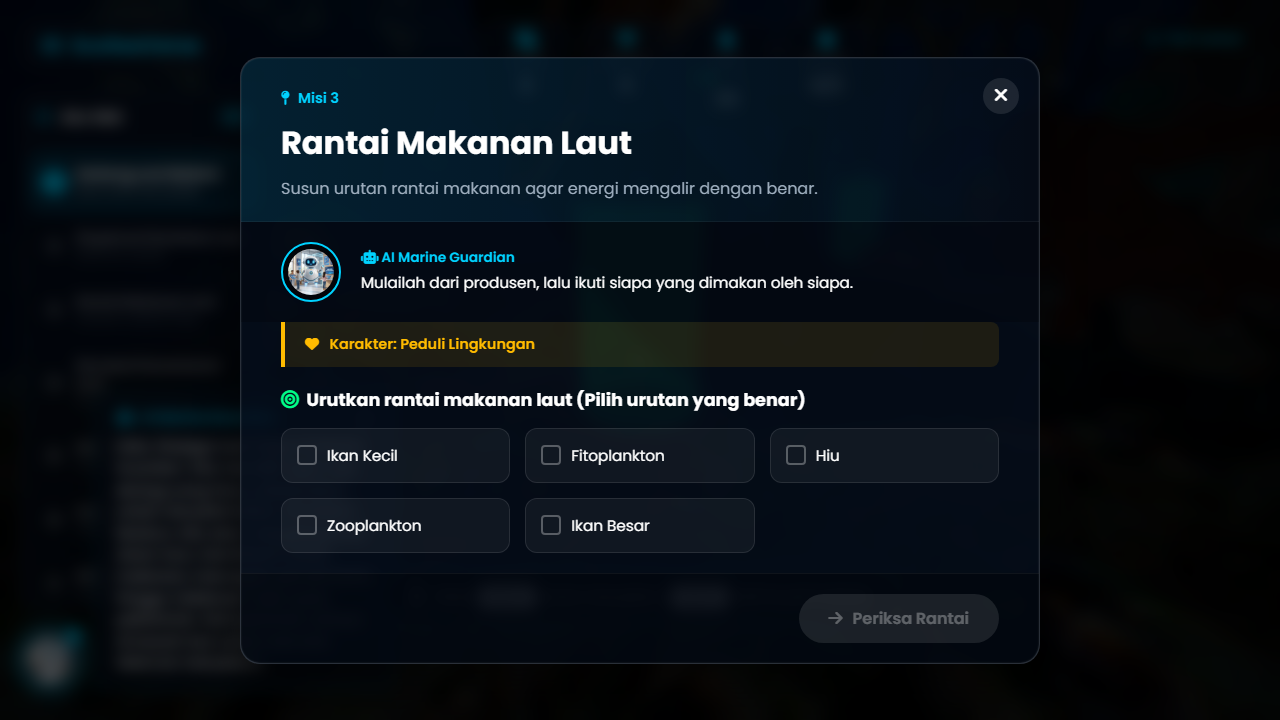 Misi 3
Rantai Makanan Laut
Susun urutan rantai makanan agar energi mengalir dengan benar.
AI Marine Guardian
Mulailah dari produsen, lalu ikuti siapa yang dimakan oleh siapa.
Karakter: Peduli Lingkungan
Urutkan rantai makanan laut (Pilih urutan yang benar)
Ikan Kecil
Fitoplankton
Hiu
Zooplankton
Ikan Besar
Periksa Rantai